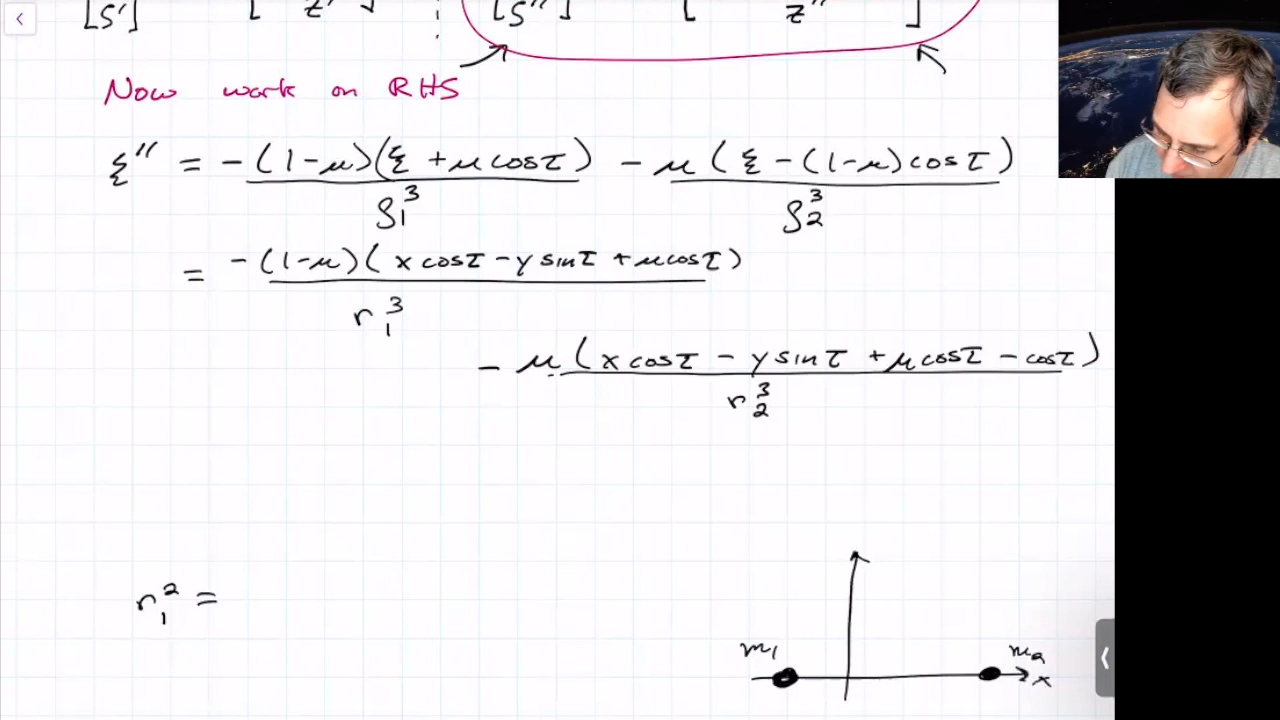 [ζ'] [ z' ] [ζ''] [ z'' ]
Now work on RHS
ξ'' = -(1-μ)(ξ + μ cos τ) / ρ₁³ - μ(ξ - (1-μ)cos τ) / ρ₂³
= -(1-μ)(x cos τ - y sin τ + μ cos τ) / r₁³
- μ(x cos τ - y sin τ + μ cos τ - cos τ) / r₂³
r₁² =
m₁ m₂
x